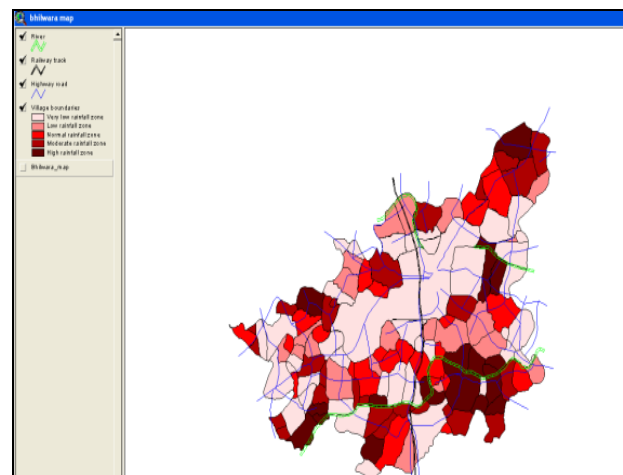 bhilwara map
River
Railway track
Highway road
Village boundaries
Very low rainfall zone
Low rainfall zone
Normal rainfall zone
Moderate rainfall zone
High rainfall zone
Bhilwara_map